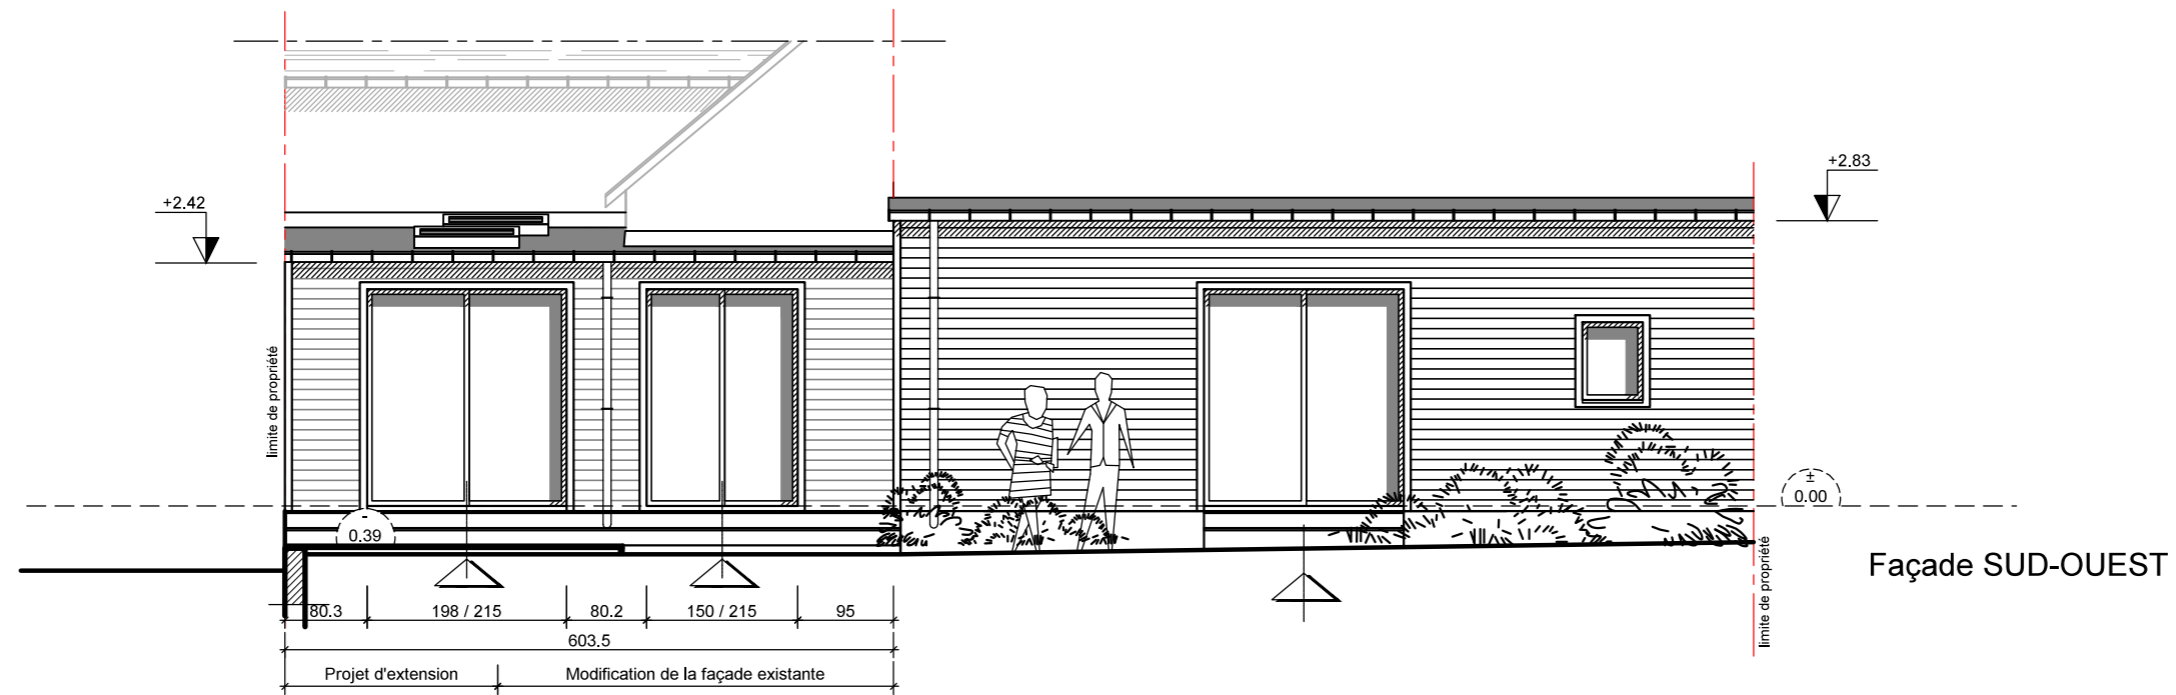 +2.83
+2.42
limite de propriété
±
0.00
-
0.39
limite de propriété
Façade SUD-OUEST
80.3
198 / 215
80.2
150 / 215
95
603.5
Projet d'extension
Modification de la façade existante